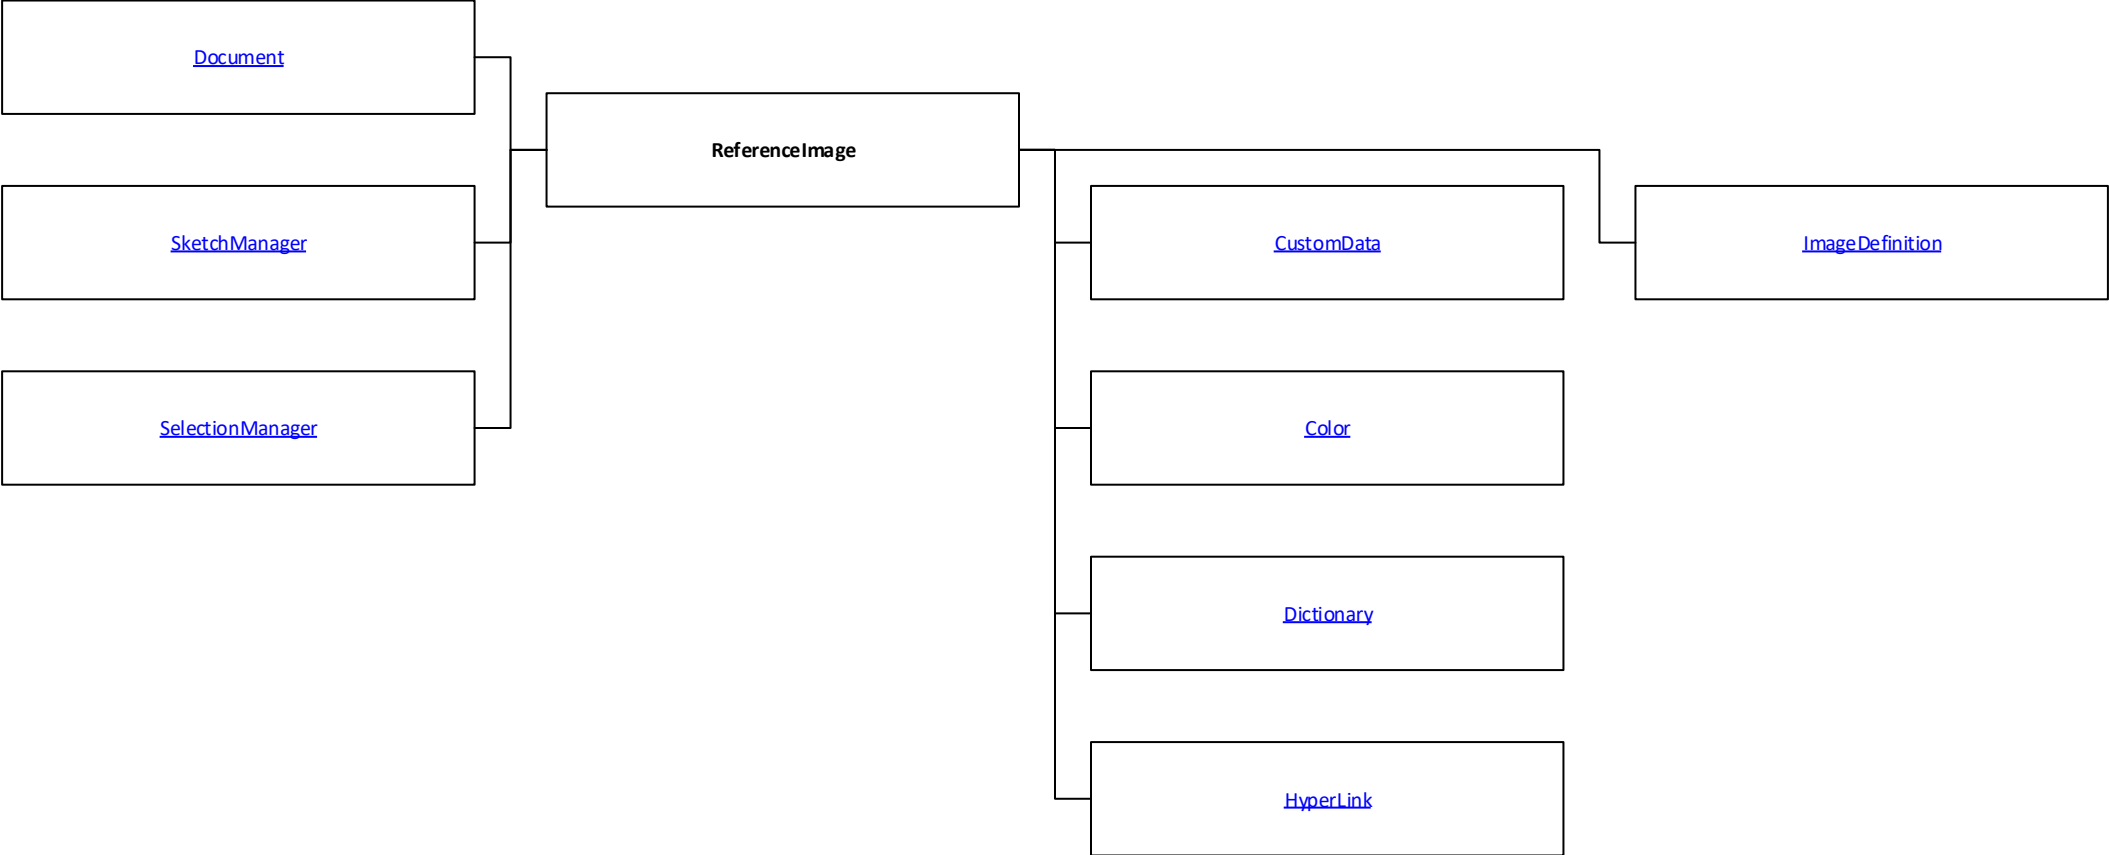 Document
ReferenceImage
SketchManager
CustomData
ImageDefinition
SelectionManager
Color
Dictionary
HyperLink